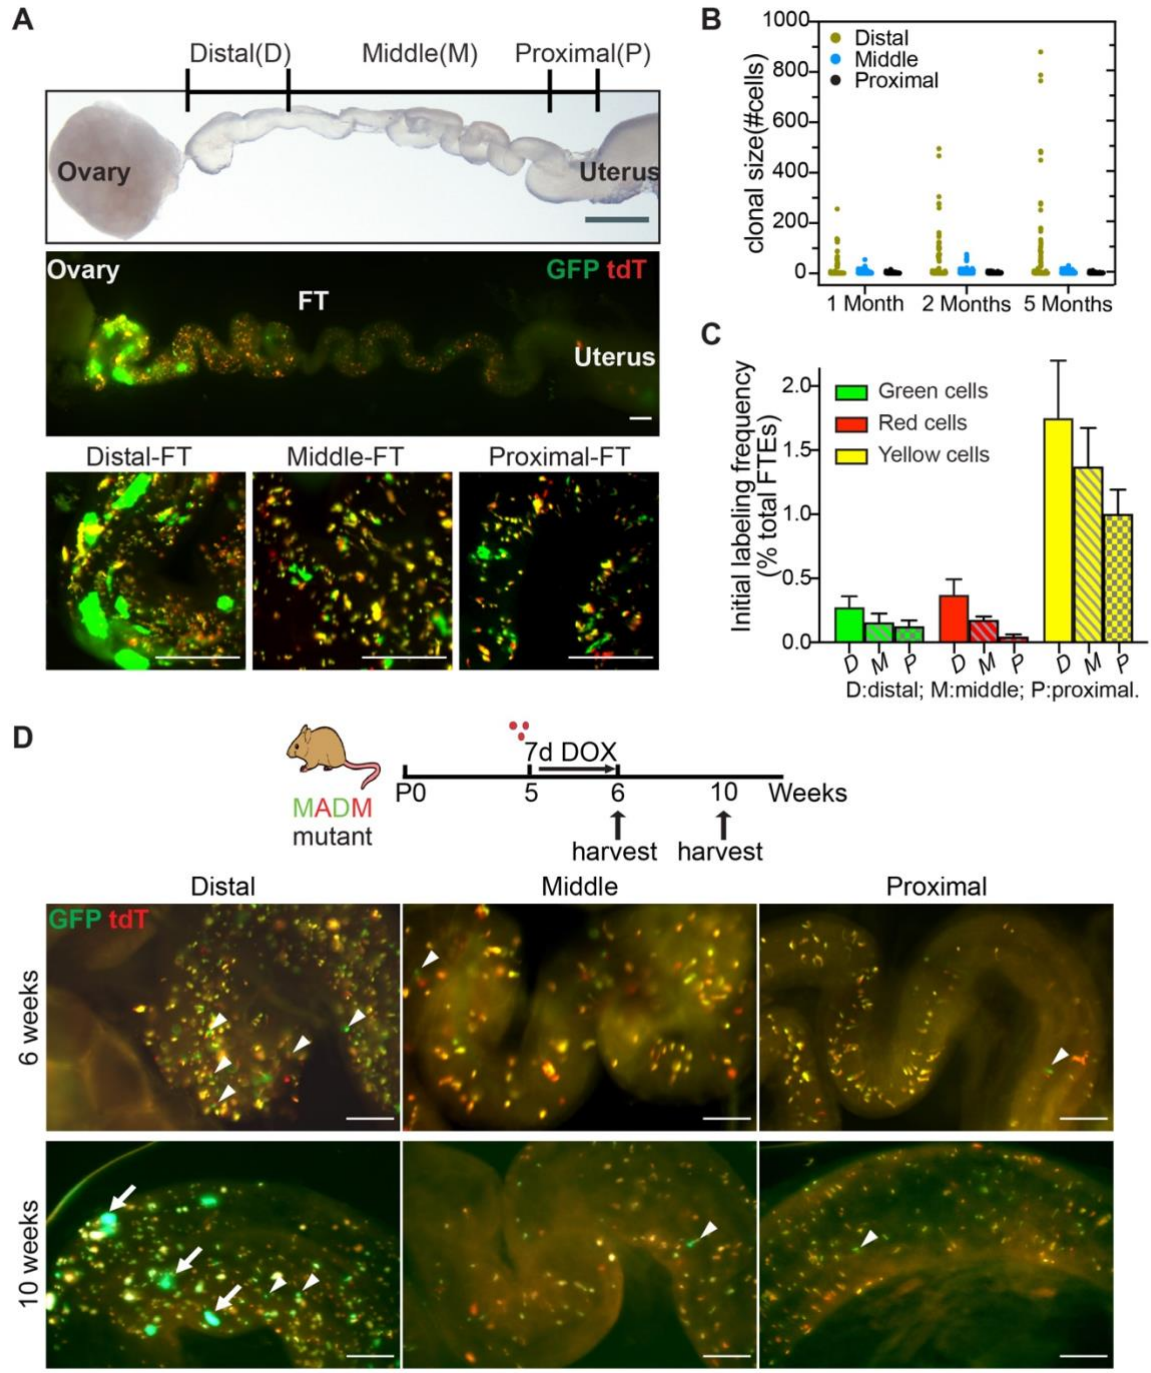 A
Distal(D)
Middle(M)
Proximal(P)
Ovary
Uterus
Ovary
GFP tdT
FT
Uterus
Distal-FT
Middle-FT
Proximal-FT
B
clonal size(#cells)
1000
800
600
400
200
0
Distal
Middle
Proximal
1 Month
2 Months
5 Months
C
Initial labeling frequency
(% total FTEs)
2.0
1.5
1.0
0.5
0.0
Green cells
Red cells
Yellow cells
D M P D M P D M P
D:distal; M:middle; P:proximal.
D
MADM
mutant
7d DOX
P0 5 6 10 Weeks
harvest harvest
Distal
Middle
Proximal
GFP tdT
6 weeks
10 weeks